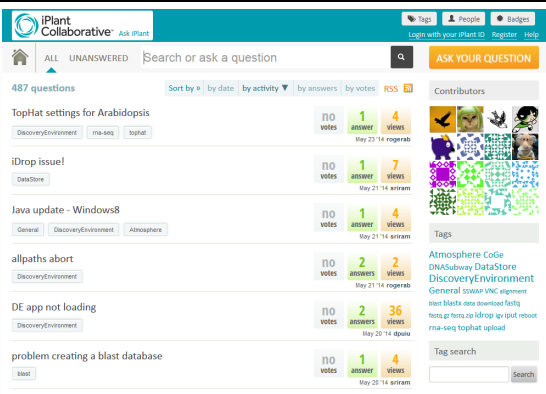 iPlant
Collaborative™ Ask iPlant
Tags People Badges
Login with your iPlant ID Register Help
ALL UNANSWERED Search or ask a question
ASK YOUR QUESTION
487 questions Sort by » by date by activity ▼ by answers by votes RSS
TopHat settings for Arabidopsis
DiscoveryEnvironment rna-seq tophat
no 1 4
votes answer views
May 23 '14 rogerab
iDrop issue!
DataStore
no 1 7
votes answer views
May 21 '14 sriram
Java update - Windows8
General DiscoveryEnvironment Atmosphere
no 1 4
votes answer views
May 21 '14 sriram
allpaths abort
DiscoveryEnvironment
no 2 2
votes answers views
May 21 '14 rogerab
DE app not loading
DiscoveryEnvironment
no 2 36
votes answers views
May 20 '14 dpuiu
problem creating a blast database
blast
no 1 4
votes answer views
May 20 '14 sriram
Contributors
Tags
Atmosphere CoGe
DNASubway DataStore
DiscoveryEnvironment
General SSWAP VNC alignment
blast blastx data download fastq
fastq.gz fastq.zip idrop igv iput reboot
rna-seq tophat upload
Tag search
Search